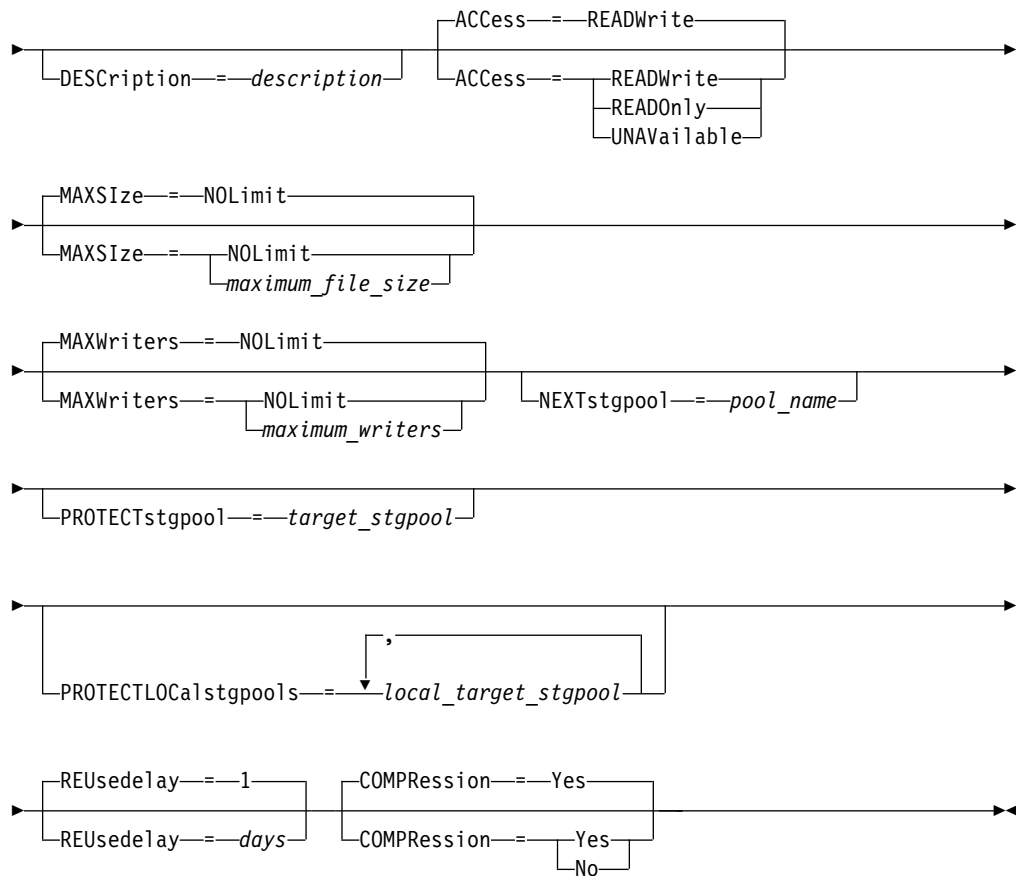 ACCess = READWrite
DESCription = description ACCess = READWrite
READOnly
UNAVailable
MAXSIze = NOLimit
MAXSIze = NOLimit
maximum_file_size
MAXWriters = NOLimit
MAXWriters = NOLimit NEXTstgpool = pool_name
maximum_writers
PROTECTstgpool = target_stgpool
,
PROTECTLOCalstgpools = local_target_stgpool
REUsedelay = 1 COMPRession = Yes
REUsedelay = days COMPRession = Yes
No